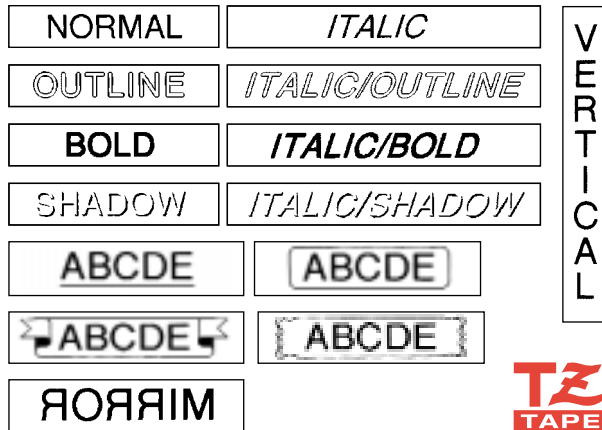 NORMAL
ITALIC
OUTLINE
ITALIC/OUTLINE
BOLD
ITALIC/BOLD
SHADOW
ITALIC/SHADOW
ABCDE
ABCDE
ABCDE
ABCDE
MIRROR
VERTICAL
TZ
TAPE